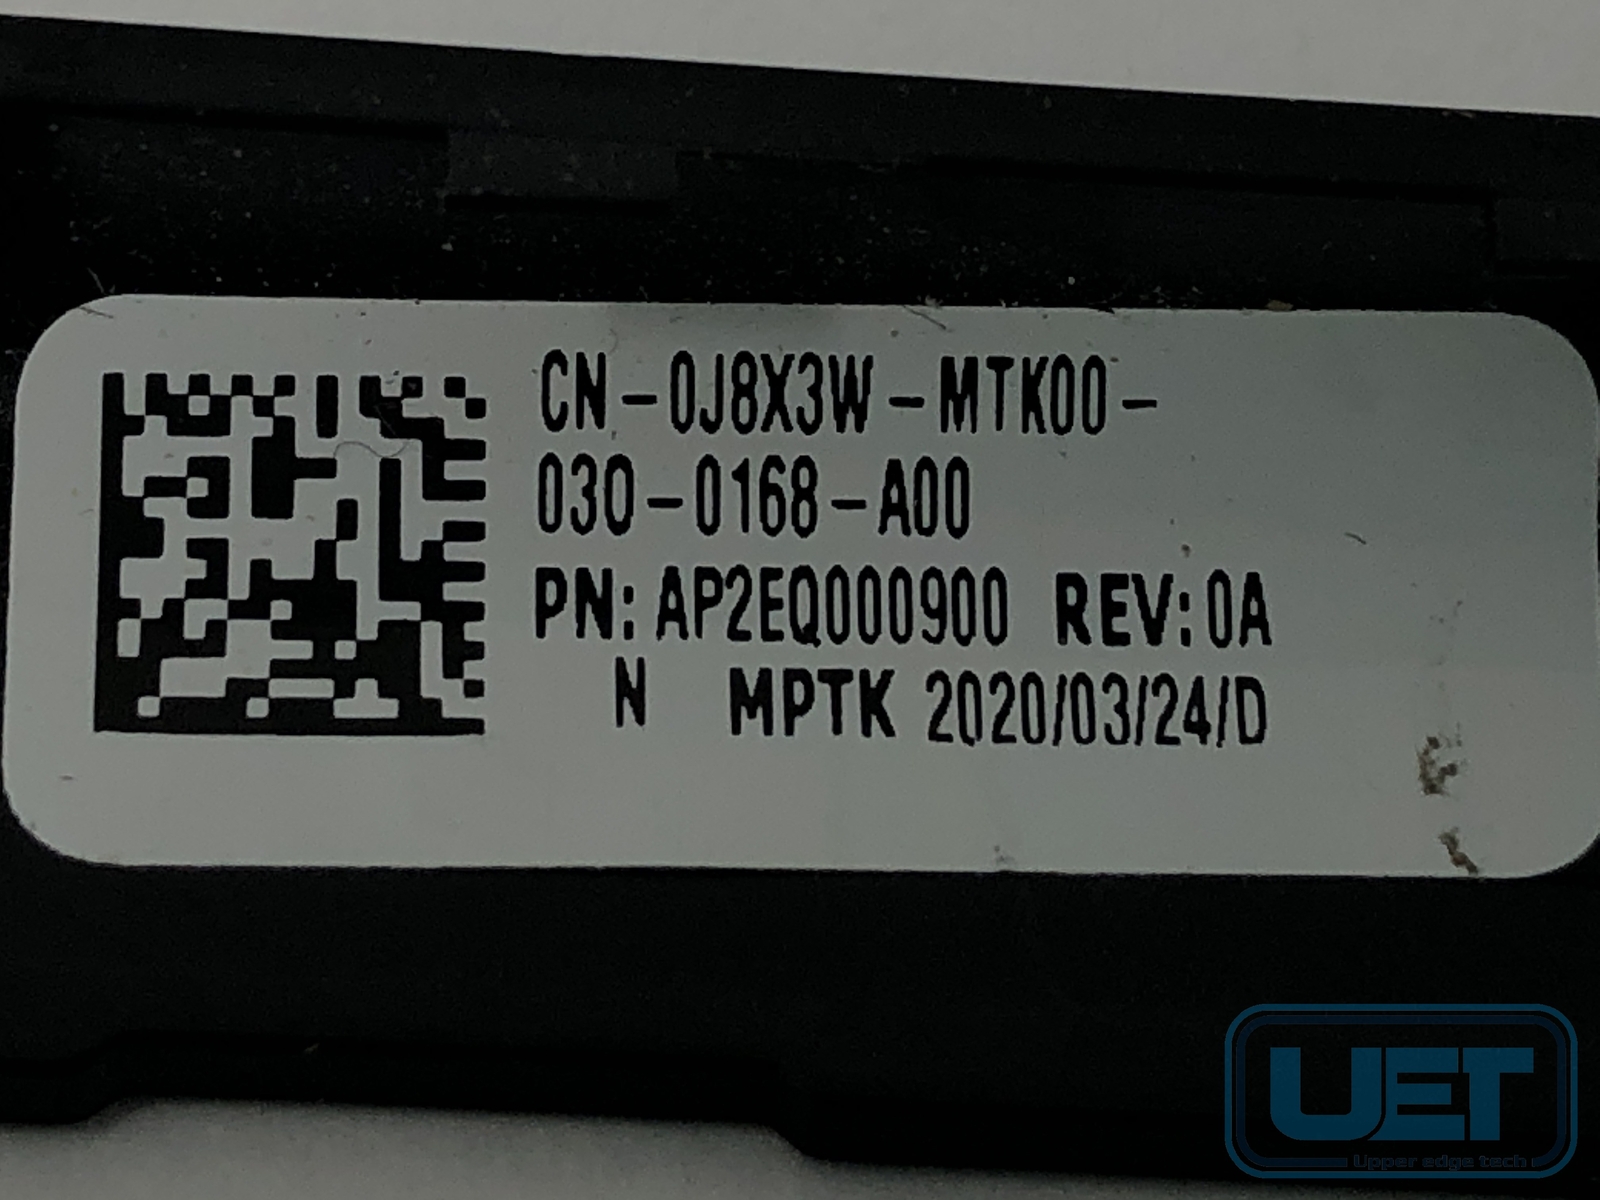 CN-0J8X3W-MTK00-
030-0168-A00
PN: AP2EQ000900 REV: 0A
N MPTK 2020/03/24/D
UET
Upper edge tech